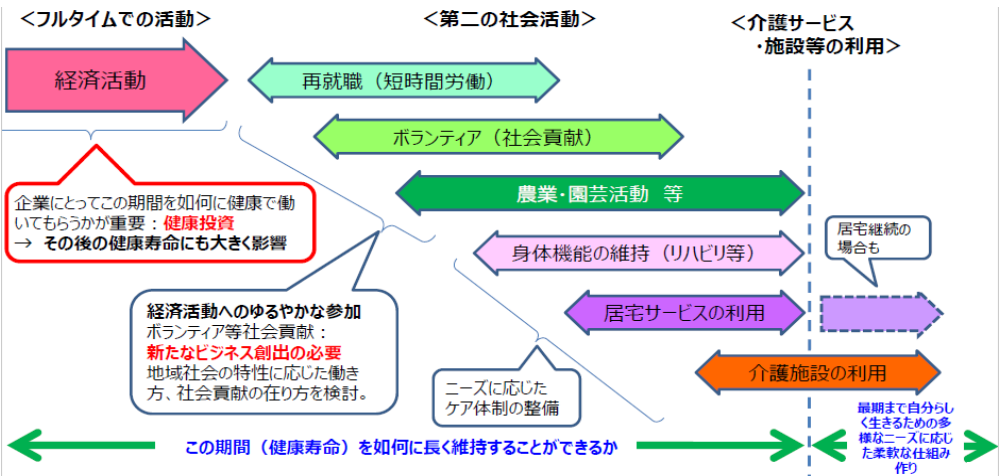 ＜フルタイムでの活動＞
＜第二の社会活動＞
＜介護サービス
・施設等の利用＞
経済活動
再就職（短時間労働）
ボランティア（社会貢献）
農業・園芸活動 等
身体機能の維持（リハビリ等）
居宅サービスの利用
介護施設の利用
居宅継続の
場合も
企業にとってこの期間を如何に健康で働
いてもらうかが重要：健康投資
→ その後の健康寿命にも大きく影響
経済活動へのゆるやかな参加
ボランティア等社会貢献：
新たなビジネス創出の必要
地域社会の特性に応じた働き
方、社会貢献の在り方を検討。
ニーズに応じた
ケア体制の整備
この期間（健康寿命）を如何に長く維持することができるか
最期まで自分らし
く生きるための多
様なニーズに応じ
た柔軟な仕組み
作り